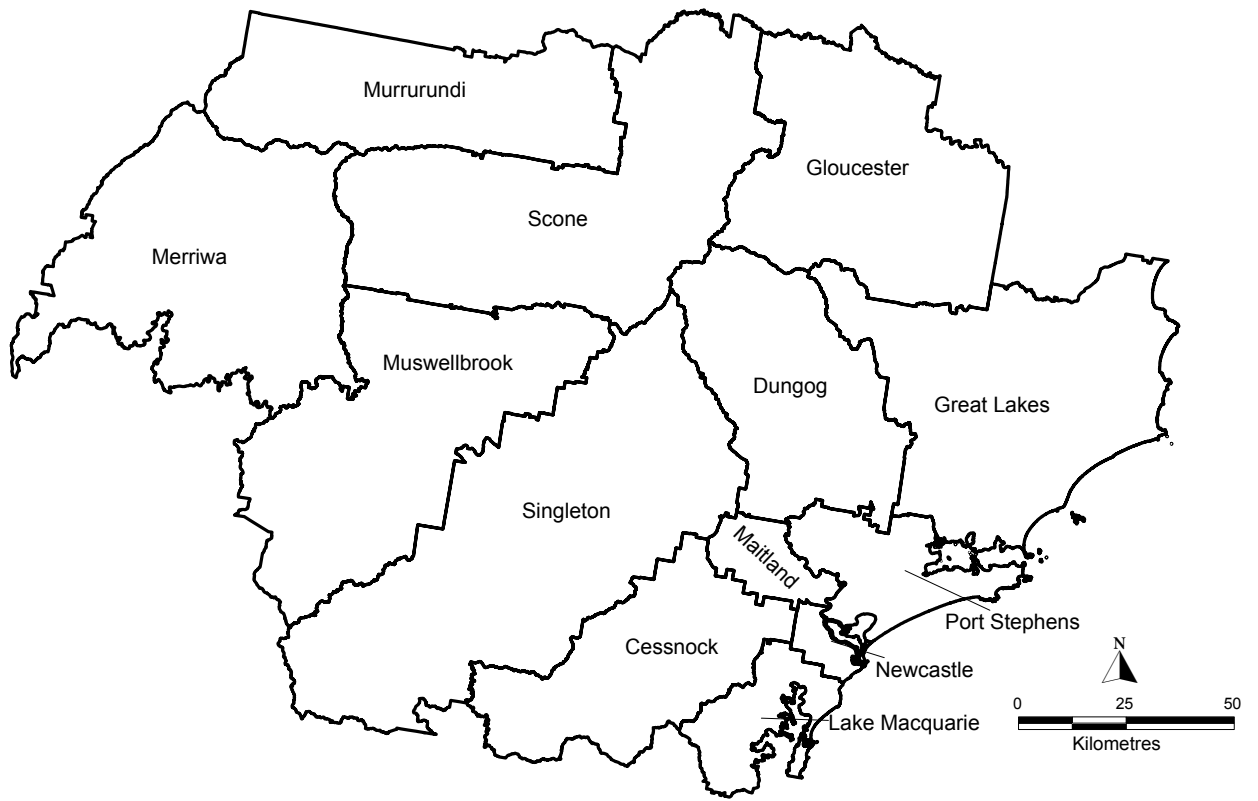 Murrurundi
Gloucester
Scone
Merriwa
Muswellbrook
Dungog
Great Lakes
Singleton
Maitland
Port Stephens
Cessnock
N
Newcastle
0 25 50
Lake Macquarie
Kilometres